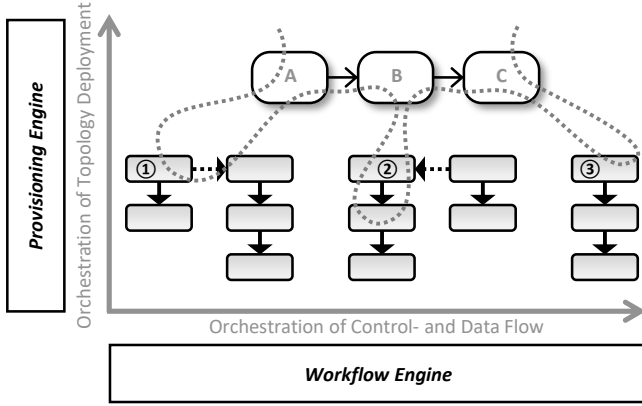 Provisioning Engine
Orchestration of Topology Deployment
A
B
C
①
②
③
Orchestration of Control- and Data Flow
Workflow Engine